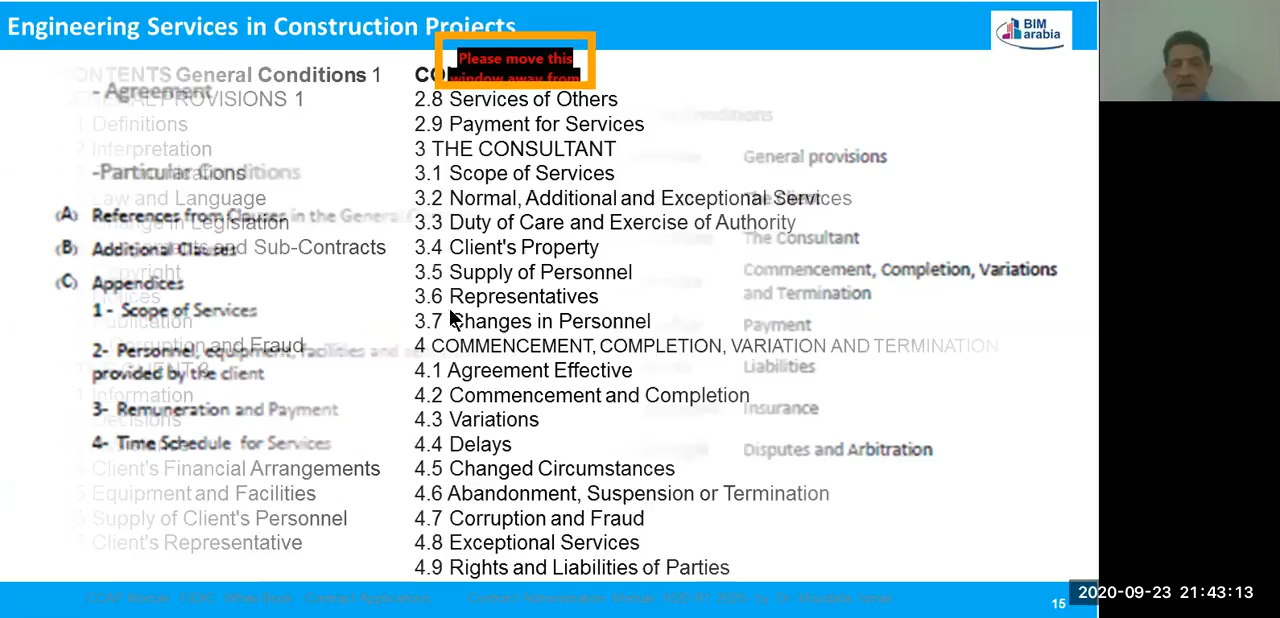 Engineering Services in Construction Projects
BIM
arabia
Please move this
window away from
CONTENTS General Conditions 1
PROVISIONS 1
Definitions
Interpretation
Law and Language
Legislation
and Sub-Contracts
Corruption and Fraud
Information
Decisions
Client's Financial Arrangements
Equipment and Facilities
Supply of Client's Personnel
Client's Representative
- Agreement
-Particular Conditions
(A) References from Clauses in the General
(B) Additional Clauses
(C) Appendices
1 - Scope of Services
2- Personnel, equipment, facilities and
provided by the client
3- Remuneration and Payment
4- Time Schedule for Services
CO
2.8 Services of Others
2.9 Payment for Services
3 THE CONSULTANT
3.1 Scope of Services
3.2 Normal, Additional and Exceptional Services
3.3 Duty of Care and Exercise of Authority
3.4 Client's Property
3.5 Supply of Personnel
3.6 Representatives
3.7 Changes in Personnel
4 COMMENCEMENT, COMPLETION, VARIATION AND TERMINATION
4.1 Agreement Effective
4.2 Commencement and Completion
4.3 Variations
4.4 Delays
4.5 Changed Circumstances
4.6 Abandonment, Suspension or Termination
4.7 Corruption and Fraud
4.8 Exceptional Services
4.9 Rights and Liabilities of Parties
General provisions
The Consultant
Commencement, Completion, Variations
and Termination
Payment
Liabilities
Insurance
Disputes and Arbitration
15
2020-09-23 21:43:13